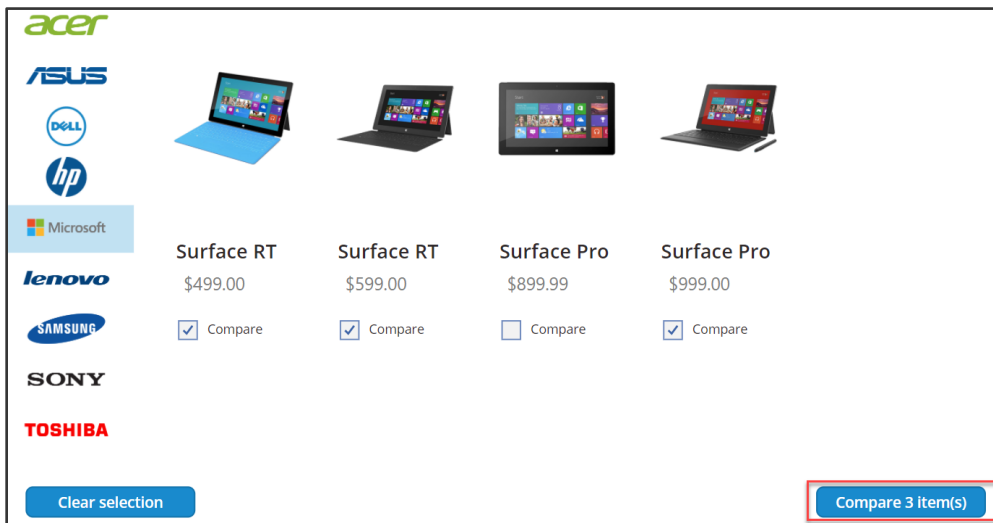 acer
ASUS
DELL
hp
Microsoft
lenovo
SAMSUNG
SONY
TOSHIBA
Surface RT
$499.00
Compare
Surface RT
$599.00
Compare
Surface Pro
$899.99
Compare
Surface Pro
$999.00
Compare
Clear selection
Compare 3 item(s)